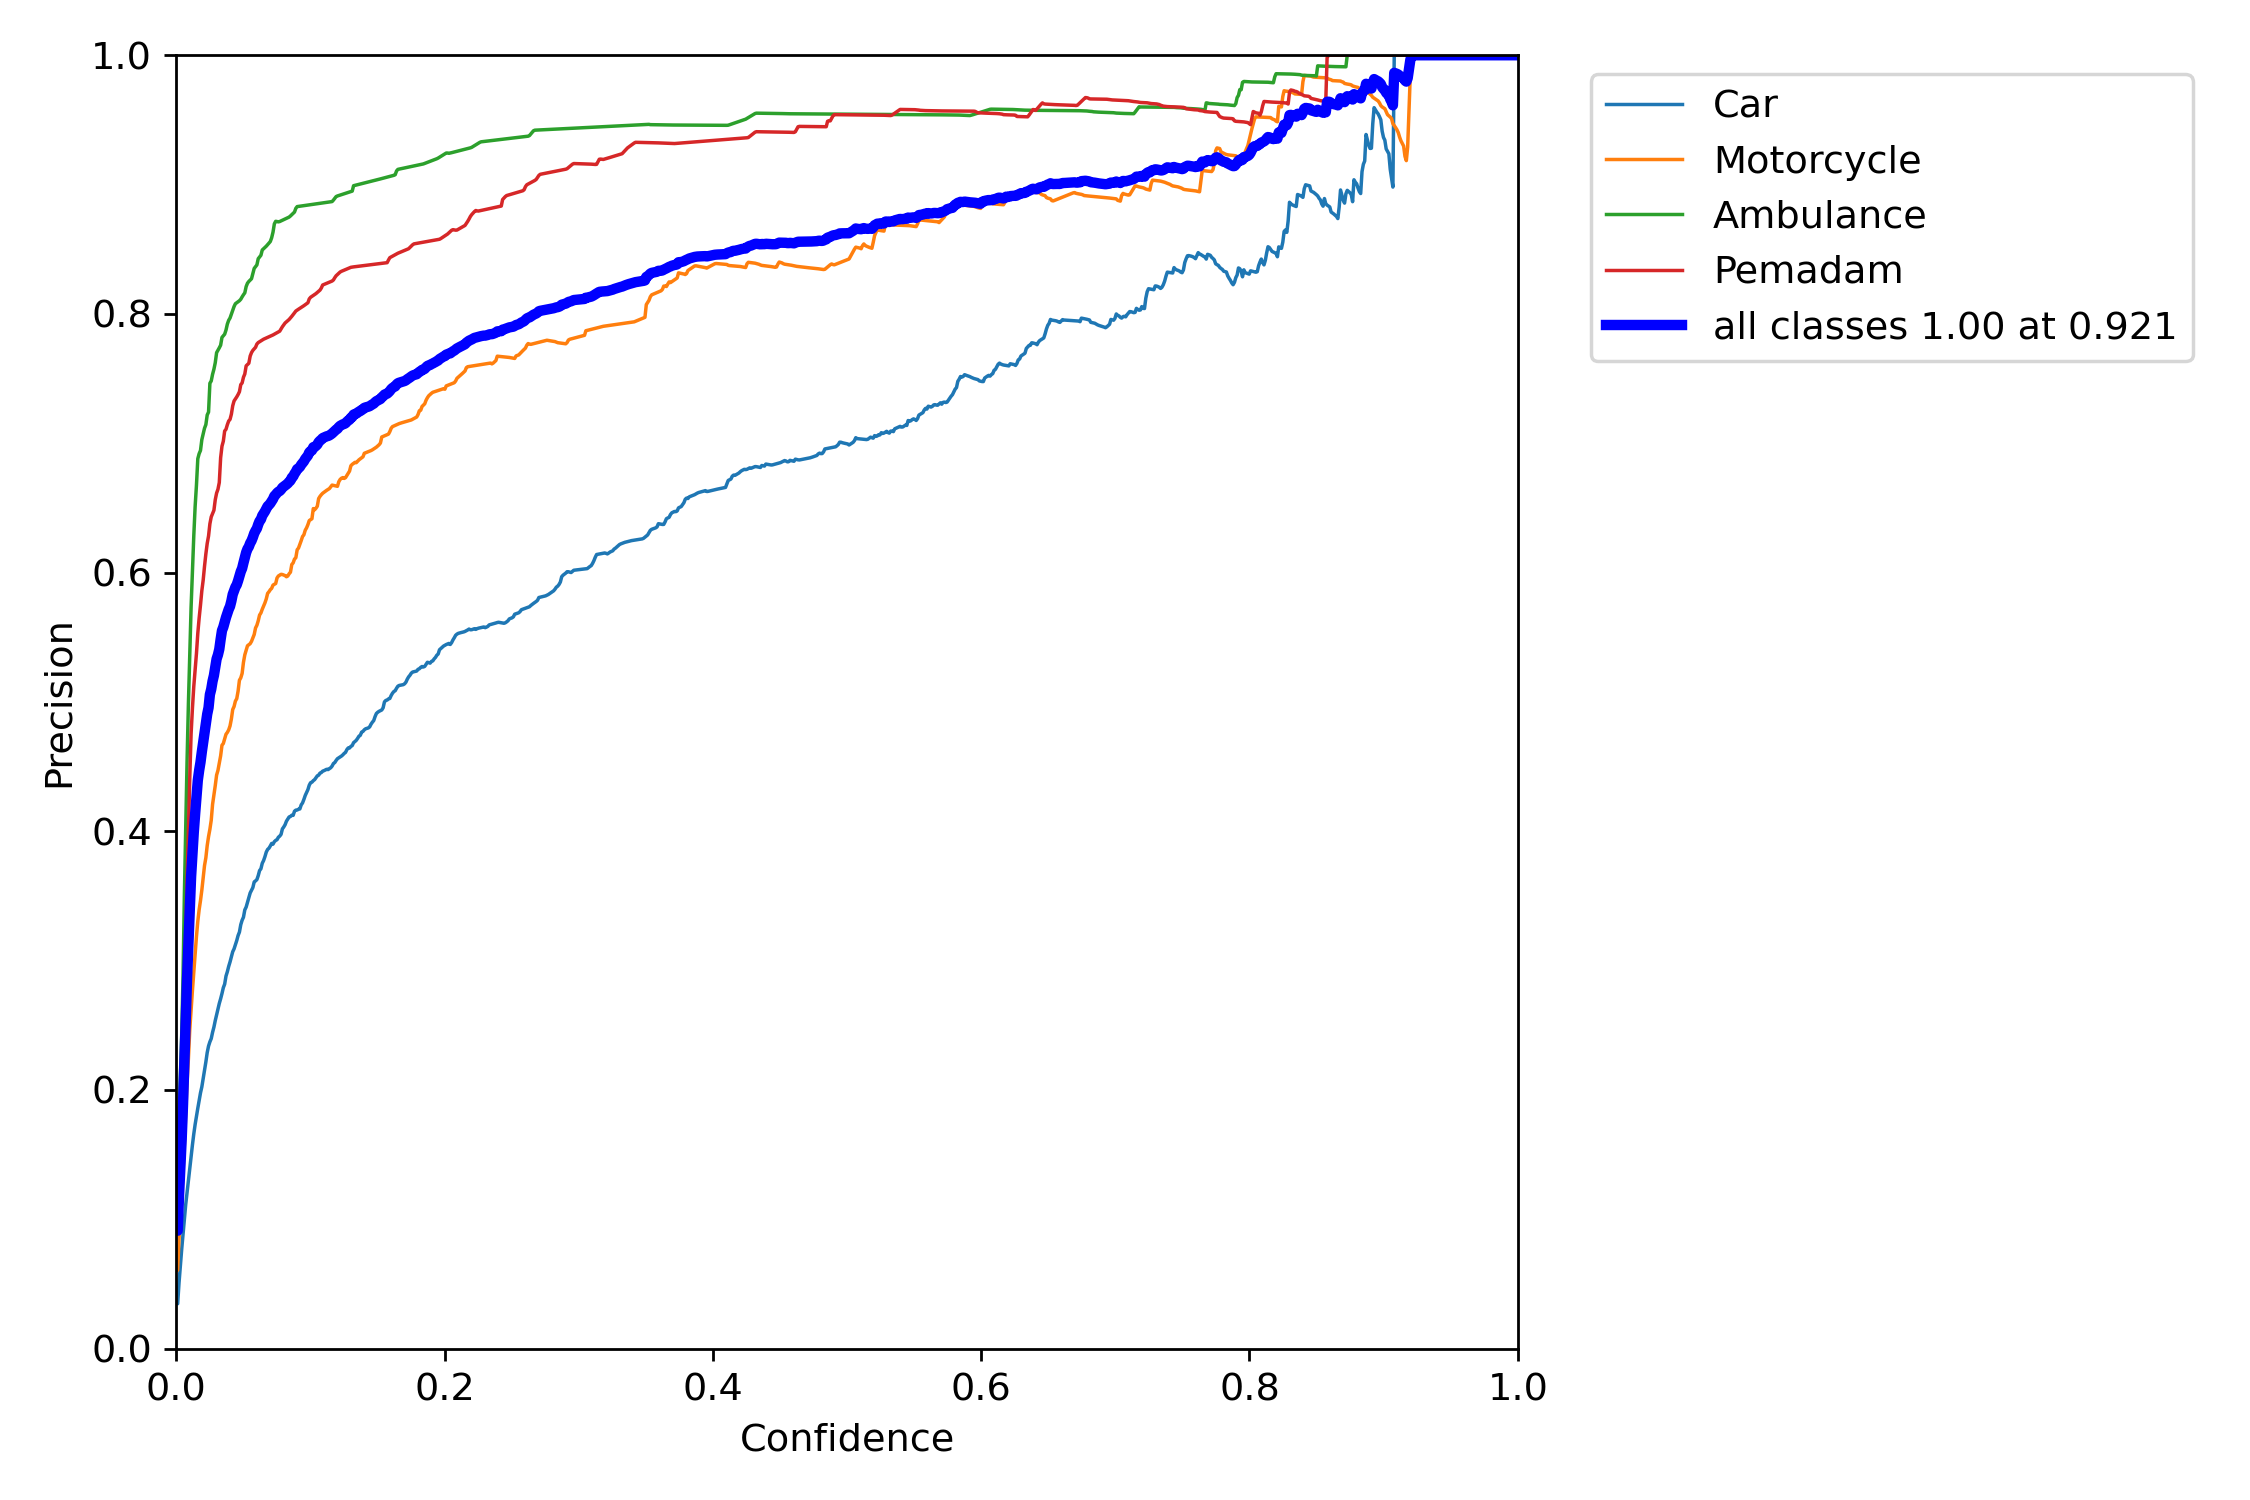 1.0
0.8
0.6
0.4
0.2
0.0
Precision
0.0 0.2 0.4 0.6 0.8 1.0
Confidence
Car
Motorcycle
Ambulance
Pemadam
all classes 1.00 at 0.921